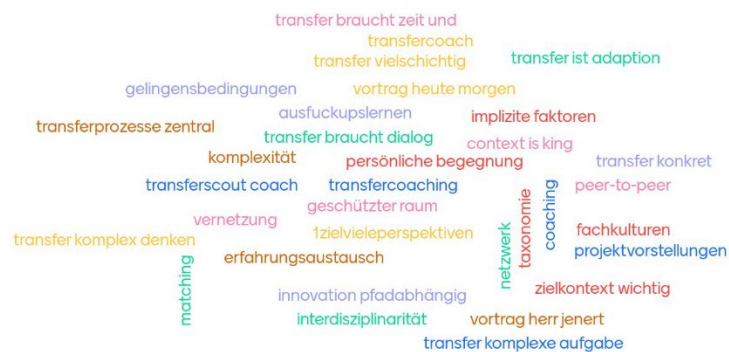 transfer braucht zeit und
transfercoach
transfer vielschichtig
transfer ist adaption
gelingensbedingungen
vortrag heute morgen
ausfuckupslernen
implizite faktoren
transferprozesse zentral
transfer braucht dialog
context is king
komplexität
persönliche begegnung
transfer konkret
transferscout coach
transfercoaching
peer-to-peer
geschützter raum
vernetzung
taxonomie
coaching
fachkulturen
transfer komplex denken
1zielvieleperspektiven
netzwerk
projektvorstellungen
erfahrungsaustausch
matching
innovation pfadabhängig
zielkontext wichtig
interdisziplinarität
vortrag herr jenert
transfer komplexe aufgabe